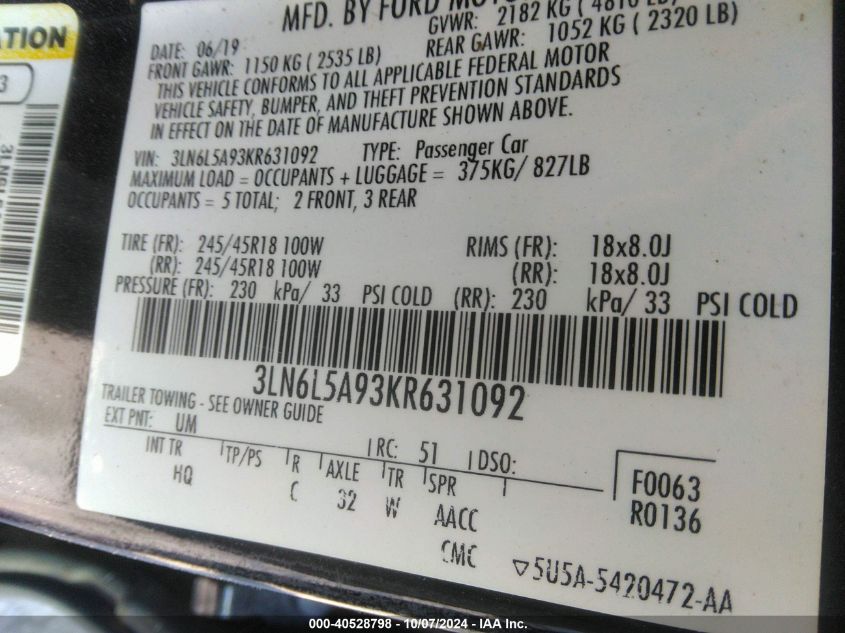 MFD. BY FORD MOTOR
DATE: 06/19 GVWR: 2182 KG ( 4810 LB)
FRONT GAWR: 1150 KG ( 2535 LB) REAR GAWR: 1052 KG ( 2320 LB)
THIS VEHICLE CONFORMS TO ALL APPLICABLE FEDERAL MOTOR
VEHICLE SAFETY, BUMPER, AND THEFT PREVENTION STANDARDS
IN EFFECT ON THE DATE OF MANUFACTURE SHOWN ABOVE.
VIN: 3LN6L5A93KR631092 TYPE: Passenger Car
MAXIMUM LOAD = OCCUPANTS + LUGGAGE = 375KG/ 827LB
OCCUPANTS = 5 TOTAL; 2 FRONT, 3 REAR
TIRE (FR): 245/45R18 100W RIMS (FR): 18x8.0J
(RR): 245/45R18 100W (RR): 18x8.0J
PRESSURE (FR): 230 kPa/ 33 PSI COLD (RR): 230 kPa/ 33 PSI COLD
3LN6L5A93KR631092
TRAILER TOWING - SEE OWNER GUIDE
EXT PNT: UM RC: 51 DSO:
INT TR TP/PS R AXLE TR SPR
HQ C 32 W AACC
CMC
F0063
R0136
5U5A-5420472-AA
ATION
3
000-40528798 - 10/07/2024 - IAA Inc.